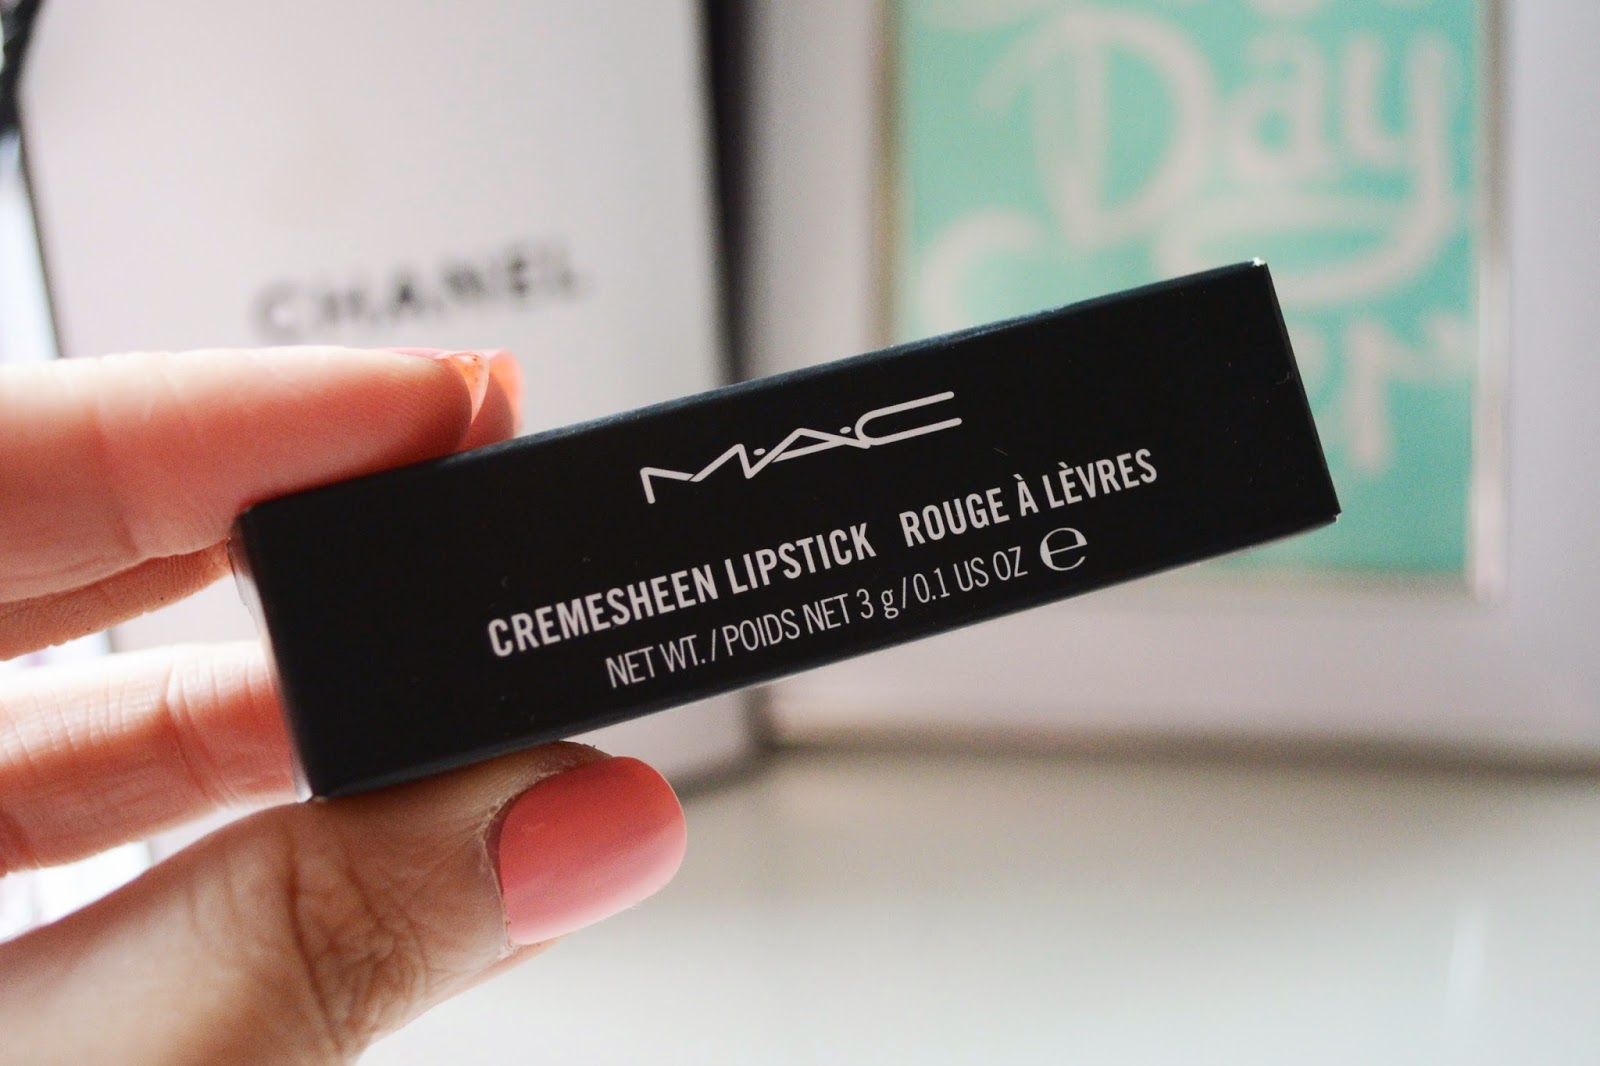 CHANEL
Day
M·A·C
CREMESHEEN LIPSTICK ROUGE À LÈVRES
NET WT. / POIDS NET 3 g / 0.1 US OZ ℮